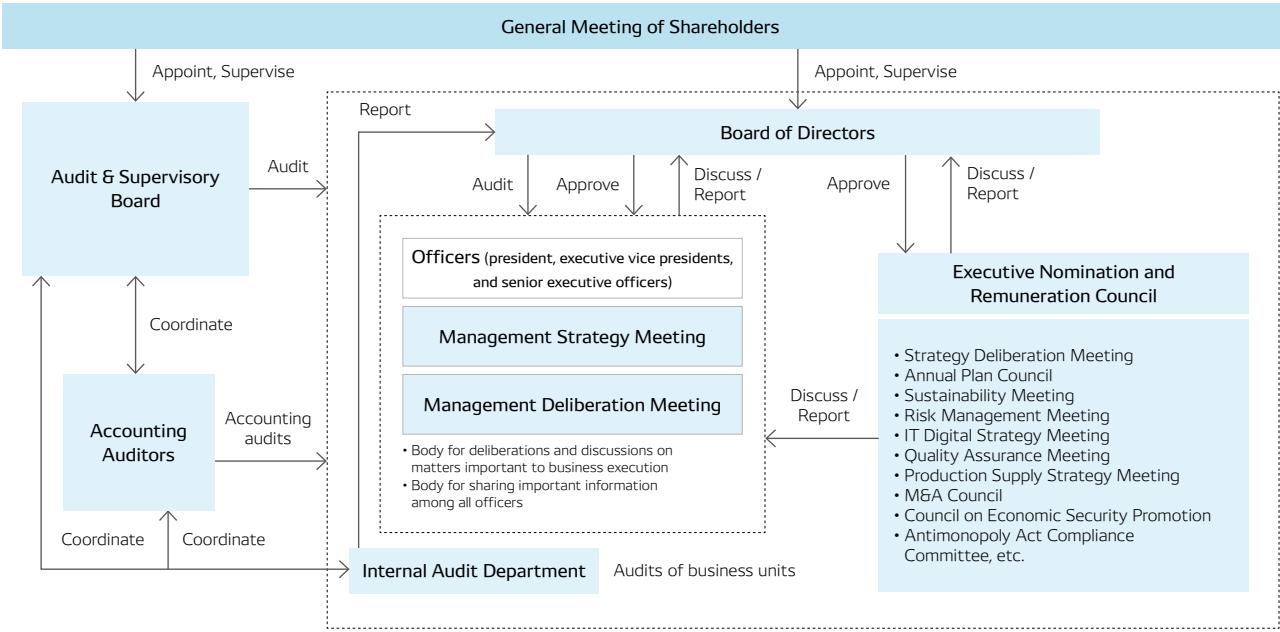 General Meeting of Shareholders
Appoint, Supervise
Appoint, Supervise
Report
Board of Directors
Audit & Supervisory
Board
Audit
Audit
Approve
Discuss /
Report
Approve
Discuss /
Report
Officers (president, executive vice presidents,
and senior executive officers)
Management Strategy Meeting
Management Deliberation Meeting
• Body for deliberations and discussions on
matters important to business execution
• Body for sharing important information
among all officers
Executive Nomination and
Remuneration Council
• Strategy Deliberation Meeting
• Annual Plan Council
• Sustainability Meeting
• Risk Management Meeting
• IT Digital Strategy Meeting
• Quality Assurance Meeting
• Production Supply Strategy Meeting
• M&A Council
• Council on Economic Security Promotion
• Antimonopoly Act Compliance
Committee, etc.
Discuss /
Report
Coordinate
Accounting
Auditors
Accounting
audits
Coordinate
Coordinate
Internal Audit Department
Audits of business units